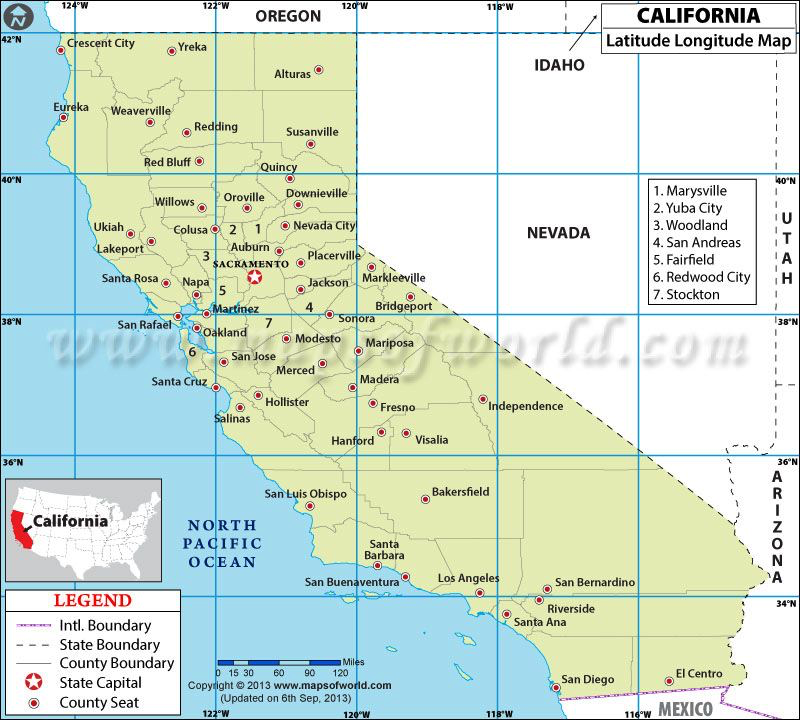 N
OREGON
124°
120°
118°
CALIFORNIA
Latitude Longitude Map
42°N
Crescent City
Yreka
IDAHO
Alturas
Eureka
Weaverville
Redding
Susanville
Red Bluff
Quincy
40°N
40°N
Willows
Oroville
Downieville
Ukiah
Colusa
2
1
Nevada City
Lakeport
Auburn
NEVADA
UTAH
1. Marysville
2. Yuba City
3. Woodland
4. San Andreas
5. Fairfield
6. Redwood City
7. Stockton
3
SACRAMENTO
Placerville
Santa Rosa
Napa
5
Jackson
Markleeville
Martinez
4
Bridgeport
38°N
38°N
San Rafael
Oakland
7
Sonora
www.mapsofworld.com
6
San Jose
Modesto
Mariposa
Merced
Santa Cruz
Madera
Hollister
Fresno
Independence
Salinas
Hanford
Visalia
36°N
36°N
San Luis Obispo
Bakersfield
ARIZONA
California
NORTH
PACIFIC
OCEAN
Santa
Barbara
San Buenaventura
Los Angeles
San Bernardino
Riverside
34°N
Santa Ana
LEGEND
Intl. Boundary
State Boundary
County Boundary
State Capital
County Seat
0 15 30 60 90 120 Miles
Copyright © 2013 www.mapsofworld.com
(Updated on 6th Sep, 2013)
San Diego
El Centro
122°
120°
118°
116°
MEXICO